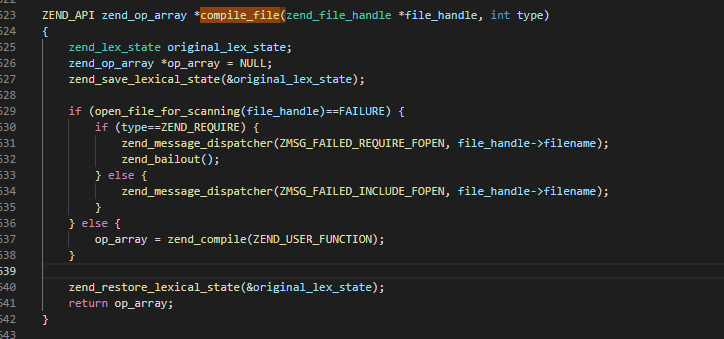 523 ZEND_API zend_op_array *compile_file(zend_file_handle *file_handle, int type)
524 {
525     zend_lex_state original_lex_state;
526     zend_op_array *op_array = NULL;
527     zend_save_lexical_state(&original_lex_state);
528
529     if (open_file_for_scanning(file_handle)==FAILURE) {
530         if (type==ZEND_REQUIRE) {
531             zend_message_dispatcher(ZMSG_FAILED_REQUIRE_FOPEN, file_handle->filename);
532             zend_bailout();
533         } else {
534             zend_message_dispatcher(ZMSG_FAILED_INCLUDE_FOPEN, file_handle->filename);
535         }
536     } else {
537         op_array = zend_compile(ZEND_USER_FUNCTION);
538     }
539
540     zend_restore_lexical_state(&original_lex_state);
541     return op_array;
542 }
543